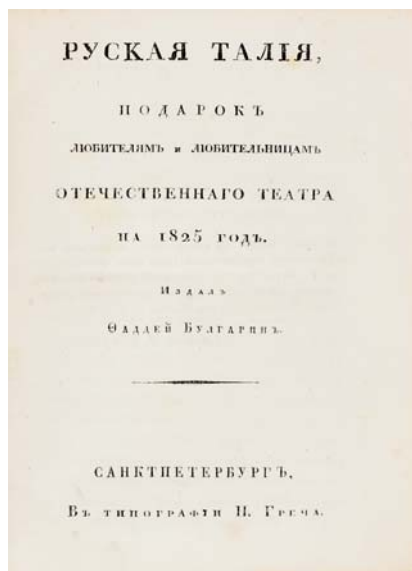 РУСКАЯ ТАЛІЯ,
ПОДАРОКЪ
ЛЮБИТЕЛЯМЪ и ЛЮБИТЕЛЬНИЦАМЪ
ОТЕЧЕСТВЕННАГО ТЕАТРА
НА 1825 ГОДЪ.
Издалъ
Ѳаддей Булгаринъ.
САНКТПЕТЕРБУРГЪ,
Въ типографіи Н. Греча.